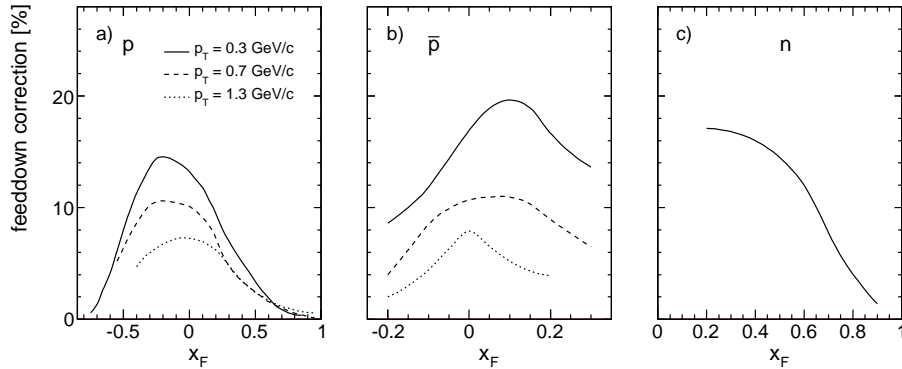 feeddown correction [%]
0
10
20
a) p
p_T = 0.3 GeV/c
p_T = 0.7 GeV/c
p_T = 1.3 GeV/c
-0.5 0 0.5 1
x_F
b) p̅
-0.2 0 0.2
x_F
c) n
0 0.2 0.4 0.6 0.8 1
x_F